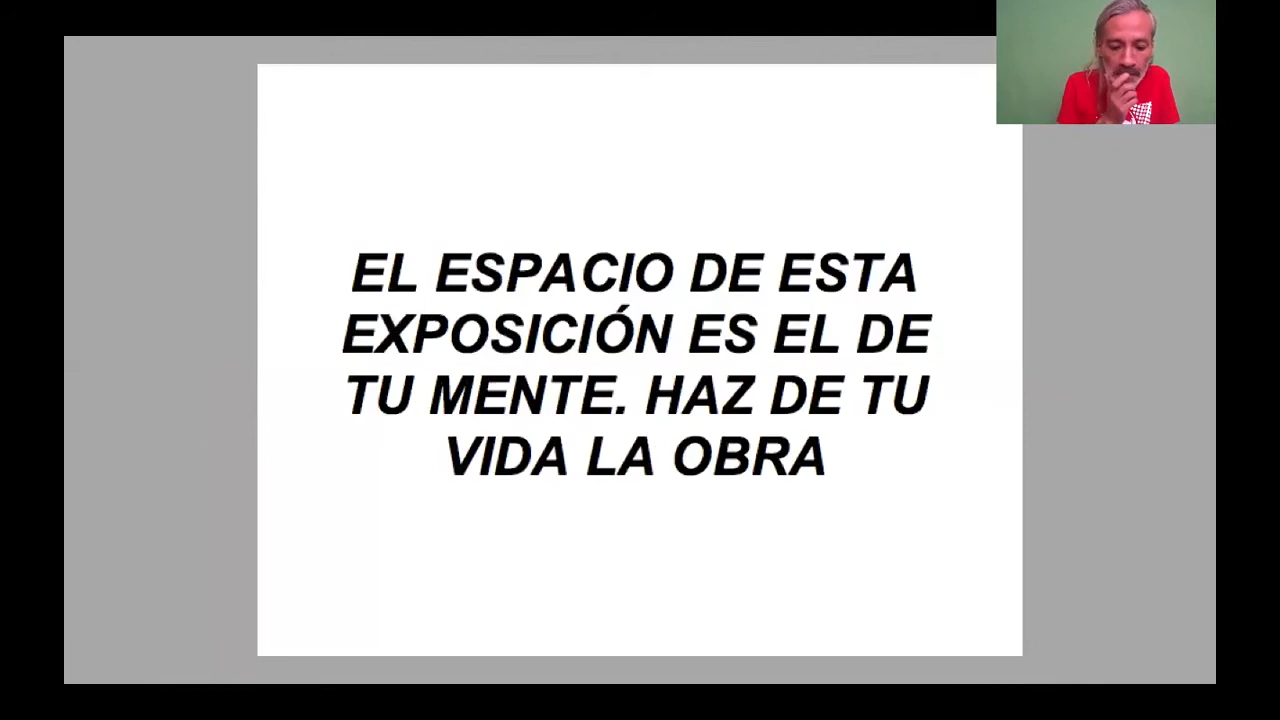 EL ESPACIO DE ESTA
EXPOSICIÓN ES EL DE
TU MENTE. HAZ DE TU
VIDA LA OBRA